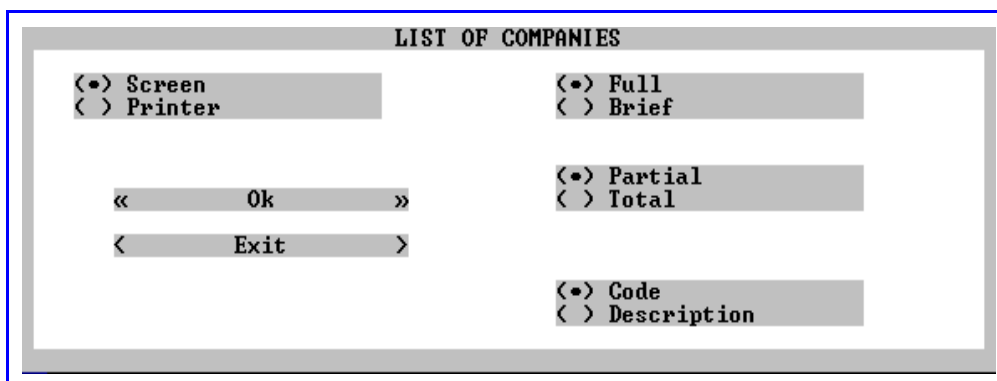 LIST OF COMPANIES
(•) Screen
( ) Printer
(•) Full
( ) Brief
(•) Partial
( ) Total
« Ok »
< Exit >
(•) Code
( ) Description